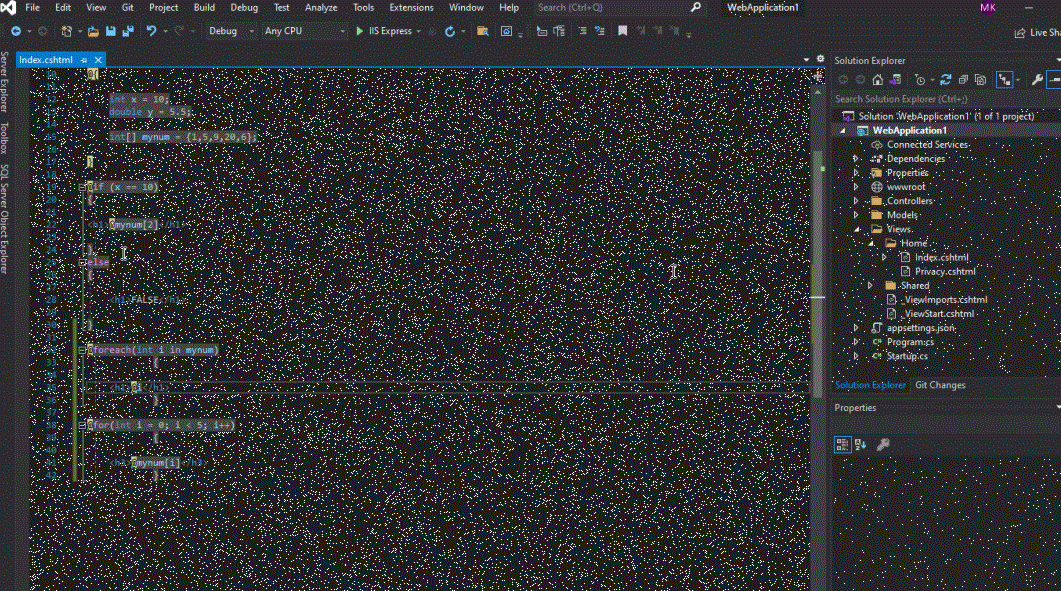 File Edit View Git Project Build Debug Test Analyze Tools Extensions Window Help Search (Ctrl+Q) WebApplication1 MK
Debug Any CPU IIS Express Live Sha
Index.cshtml
Server Explorer
Toolbox
SQL Server Object Explorer
@{
int x = 10;
double y = 5.5;
int[] mynum = {1,5,9,20,6};
}
@if (x == 10)
{
<h1>@mynum[2]</h1>
}
else
{
<h1>FALSE</h1>
}
@foreach(int i in mynum)
{
<h1>@i</h1>
}
@for(int i = 0; i < 5; i++)
{
<h1>@mynum[i]</h1>
}
Solution Explorer
Search Solution Explorer (Ctrl+;)
Solution 'WebApplication1' (1 of 1 project)
WebApplication1
Connected Services
Dependencies
Properties
wwwroot
Controllers
Models
Views
Home
Index.cshtml
Privacy.cshtml
Shared
_ViewImports.cshtml
_ViewStart.cshtml
appsettings.json
Program.cs
Startup.cs
Solution Explorer Git Changes
Properties